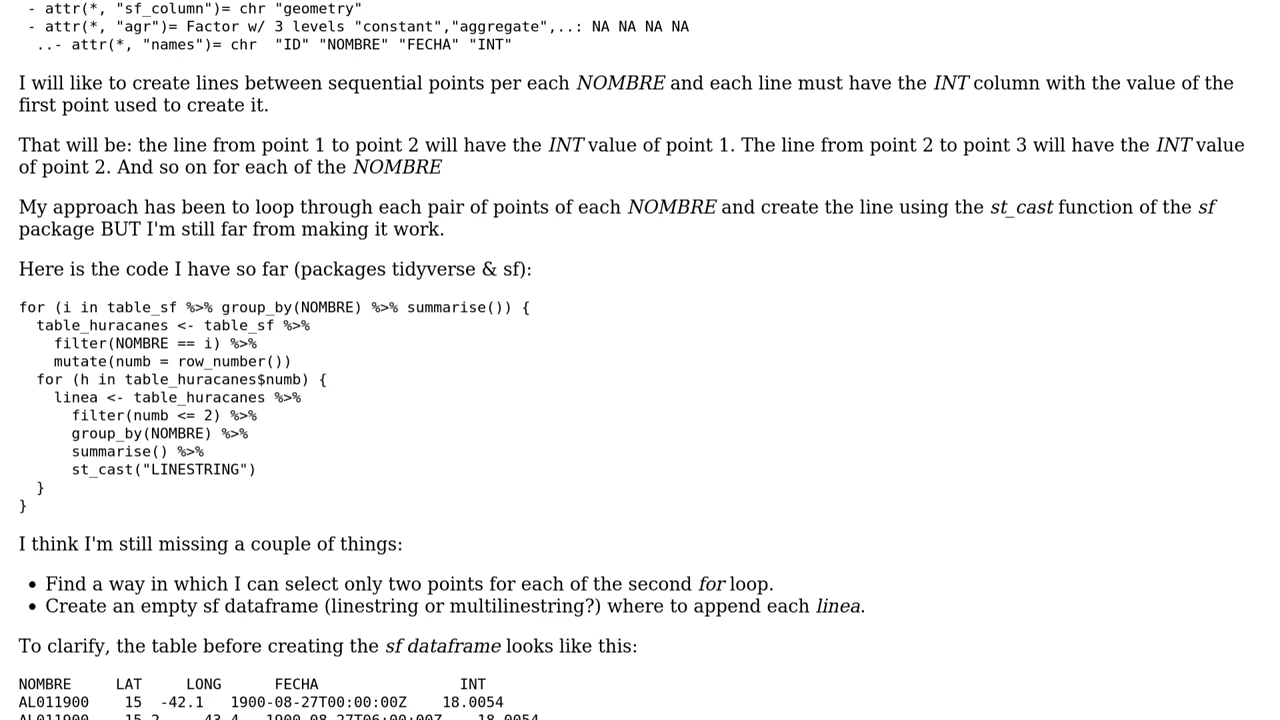 - attr(*, "sf_column")= chr "geometry"
- attr(*, "agr")= Factor w/ 3 levels "constant","aggregate",..: NA NA NA NA
..- attr(*, "names")= chr  "ID" "NOMBRE" "FECHA" "INT"
I will like to create lines between sequential points per each NOMBRE and each line must have the INT column with the value of the
first point used to create it.
That will be: the line from point 1 to point 2 will have the INT value of point 1. The line from point 2 to point 3 will have the INT value
of point 2. And so on for each of the NOMBRE
My approach has been to loop through each pair of points of each NOMBRE and create the line using the st_cast function of the sf
package BUT I'm still far from making it work.
Here is the code I have so far (packages tidyverse & sf):
for (i in table_sf %>% group_by(NOMBRE) %>% summarise()) {
  table_huracanes <- table_sf %>%
    filter(NOMBRE == i) %>%
    mutate(numb = row_number())
  for (h in table_huracanes$numb) {
    linea <- table_huracanes %>%
      filter(numb <= 2) %>%
      group_by(NOMBRE) %>%
      summarise() %>%
      st_cast("LINESTRING")
  }
}
I think I'm still missing a couple of things:
• Find a way in which I can select only two points for each of the second for loop.
• Create an empty sf dataframe (linestring or multilinestring?) where to append each linea.
To clarify, the table before creating the sf dataframe looks like this:
NOMBRE     LAT     LONG      FECHA                 INT
AL011900    15  -42.1   1900-08-27T00:00:00Z    18.0054
AL011900    15.2    -43.4   1900-08-27T06:00:00Z    18.0054